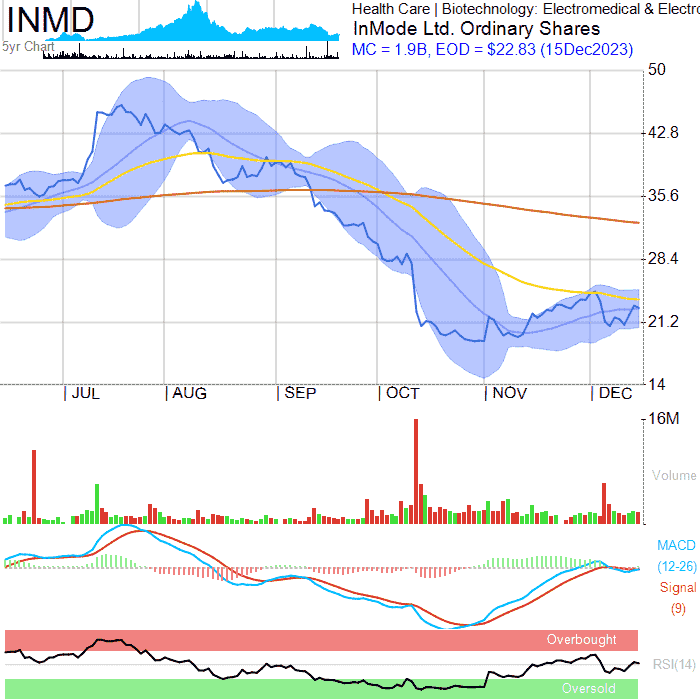 INMD
Health Care | Biotechnology: Electromedical & Electro
InMode Ltd. Ordinary Shares
MC = 1.9B, EOD = $22.83 (15Dec2023)
5yr Chart
50
42.8
35.6
28.4
21.2
14
JUL AUG SEP OCT NOV DEC
16M
Volume
MACD
(12-26)
Signal
(9)
Overbought
RSI(14)
Oversold